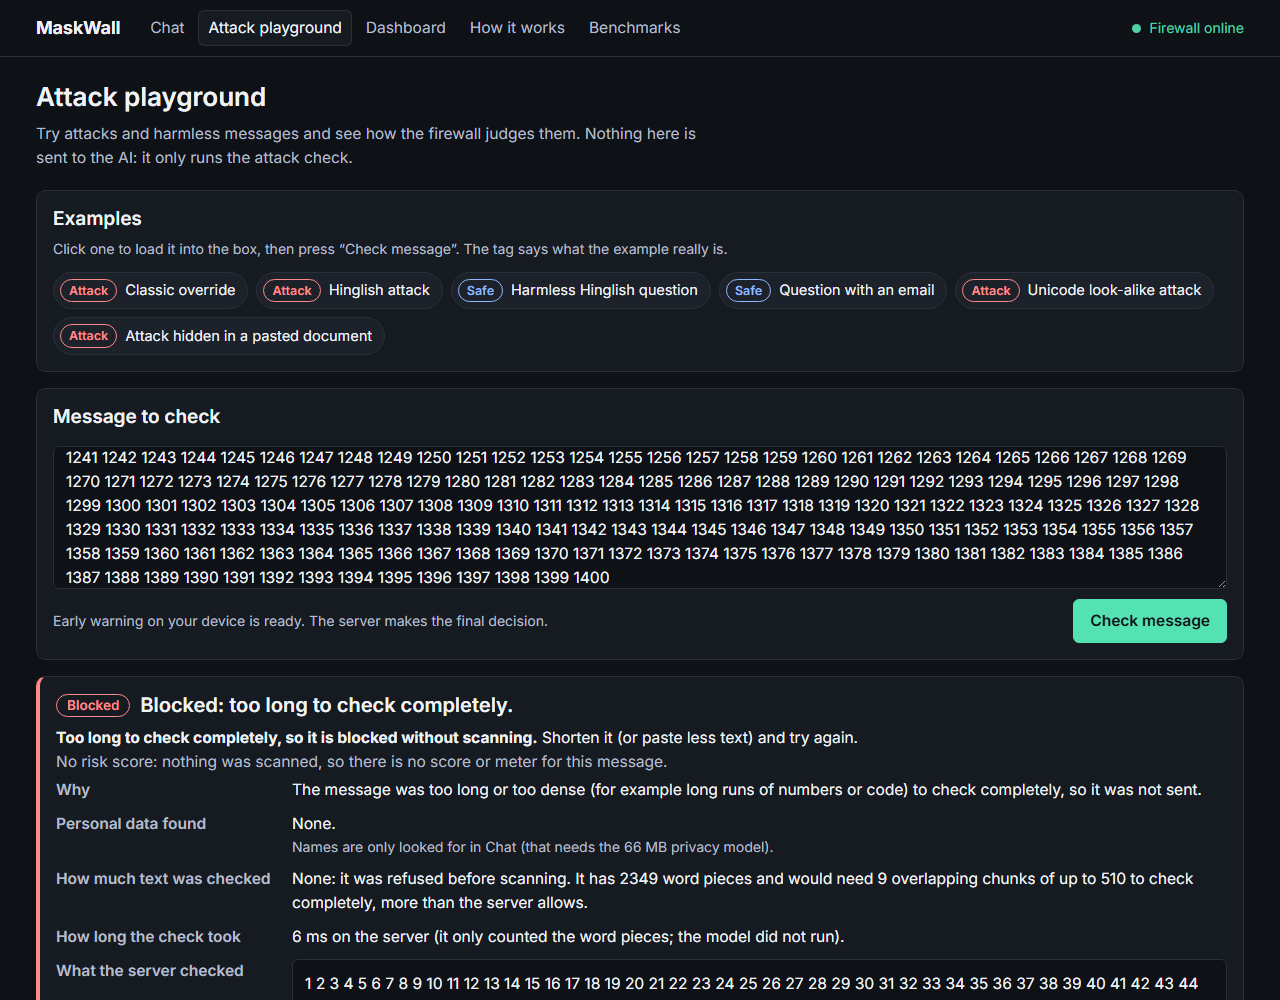 MaskWall Chat Attack playground Dashboard How it works Benchmarks Firewall online
Attack playground
Try attacks and harmless messages and see how the firewall judges them. Nothing here is
sent to the AI: it only runs the attack check.
Examples
Click one to load it into the box, then press “Check message”. The tag says what the example really is.
Attack Classic override Attack Hinglish attack Safe Harmless Hinglish question Safe Question with an email Attack Unicode look-alike attack
Attack Attack hidden in a pasted document
Message to check
1241 1242 1243 1244 1245 1246 1247 1248 1249 1250 1251 1252 1253 1254 1255 1256 1257 1258 1259 1260 1261 1262 1263 1264 1265 1266 1267 1268 1269
1270 1271 1272 1273 1274 1275 1276 1277 1278 1279 1280 1281 1282 1283 1284 1285 1286 1287 1288 1289 1290 1291 1292 1293 1294 1295 1296 1297 1298
1299 1300 1301 1302 1303 1304 1305 1306 1307 1308 1309 1310 1311 1312 1313 1314 1315 1316 1317 1318 1319 1320 1321 1322 1323 1324 1325 1326 1327 1328
1329 1330 1331 1332 1333 1334 1335 1336 1337 1338 1339 1340 1341 1342 1343 1344 1345 1346 1347 1348 1349 1350 1351 1352 1353 1354 1355 1356 1357
1358 1359 1360 1361 1362 1363 1364 1365 1366 1367 1368 1369 1370 1371 1372 1373 1374 1375 1376 1377 1378 1379 1380 1381 1382 1383 1384 1385 1386
1387 1388 1389 1390 1391 1392 1393 1394 1395 1396 1397 1398 1399 1400
Early warning on your device is ready. The server makes the final decision. Check message
Blocked Blocked: too long to check completely.
Too long to check completely, so it is blocked without scanning. Shorten it (or paste less text) and try again.
No risk score: nothing was scanned, so there is no score or meter for this message.
Why The message was too long or too dense (for example long runs of numbers or code) to check completely, so it was not sent.
Personal data found None.
Names are only looked for in Chat (that needs the 66 MB privacy model).
How much text was checked None: it was refused before scanning. It has 2349 word pieces and would need 9 overlapping chunks of up to 510 to check
completely, more than the server allows.
How long the check took 6 ms on the server (it only counted the word pieces; the model did not run).
What the server checked 1 2 3 4 5 6 7 8 9 10 11 12 13 14 15 16 17 18 19 20 21 22 23 24 25 26 27 28 29 30 31 32 33 34 35 36 37 38 39 40 41 42 43 44